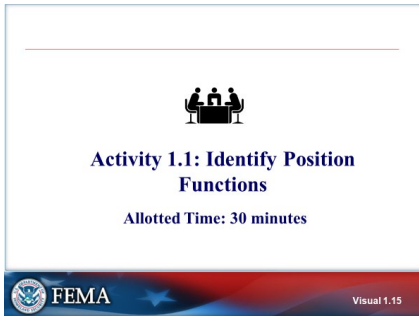 Activity 1.1: Identify Position
Functions
Allotted Time: 30 minutes
FEMA
Visual 1.15